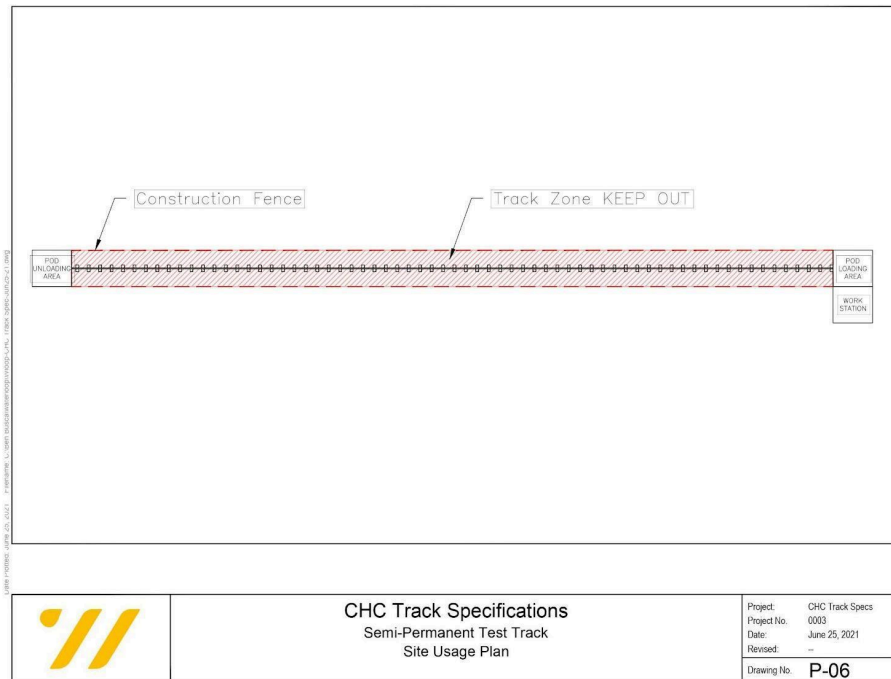 Construction Fence
Track Zone KEEP OUT
POD
UNLOADING
AREA
POD
LOADING
AREA
WORK
STATION
CHC Track Specifications
Semi-Permanent Test Track
Site Usage Plan
Project: CHC Track Specs
Project No. 0003
Date: June 25, 2021
Revised: --
Drawing No. P-06